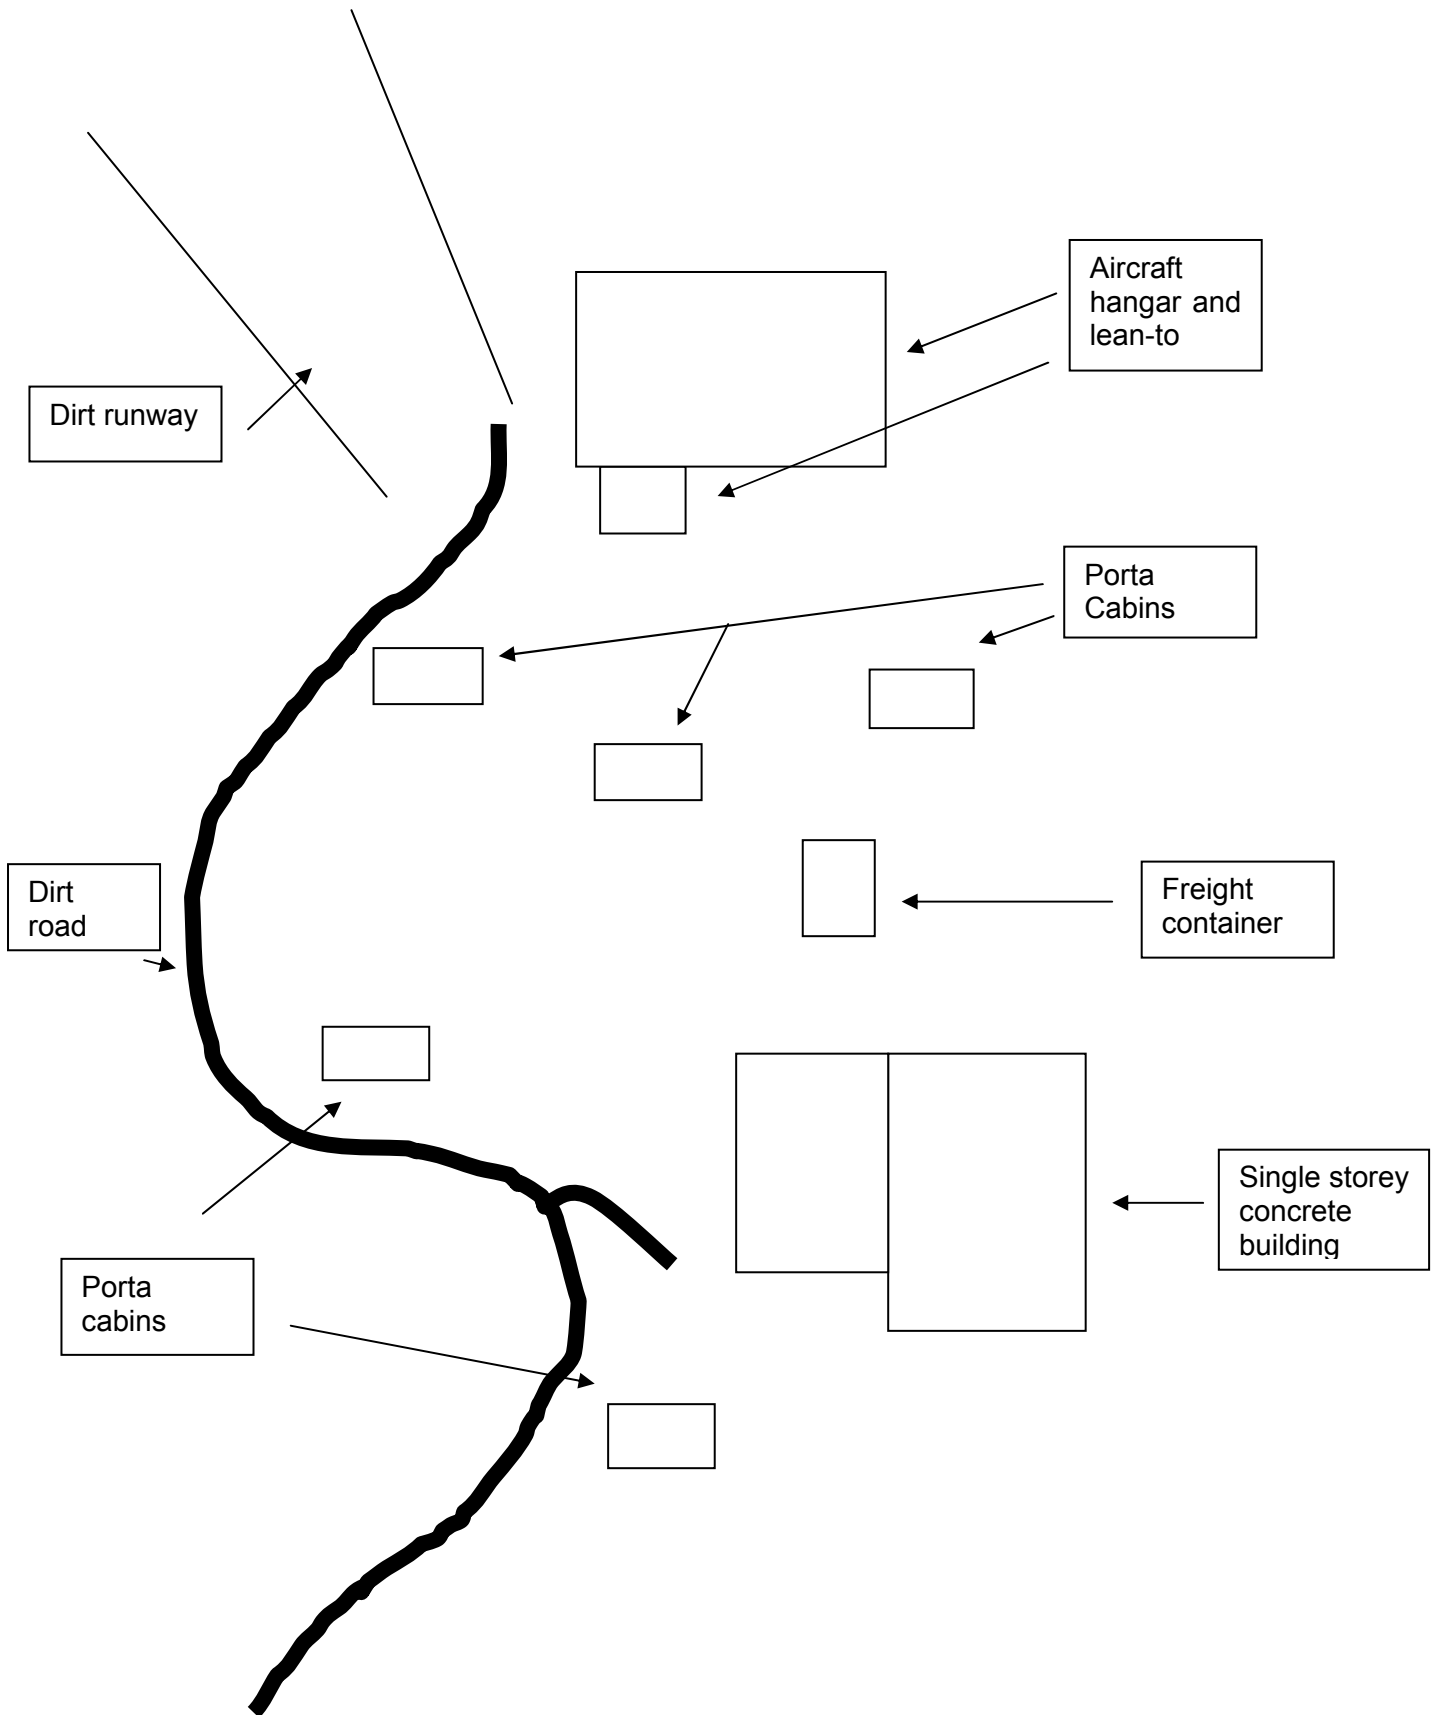 Aircraft
hangar and
lean-to
Dirt runway
Porta
Cabins
Dirt
road
Freight
container
Single storey
concrete
building
Porta
cabins